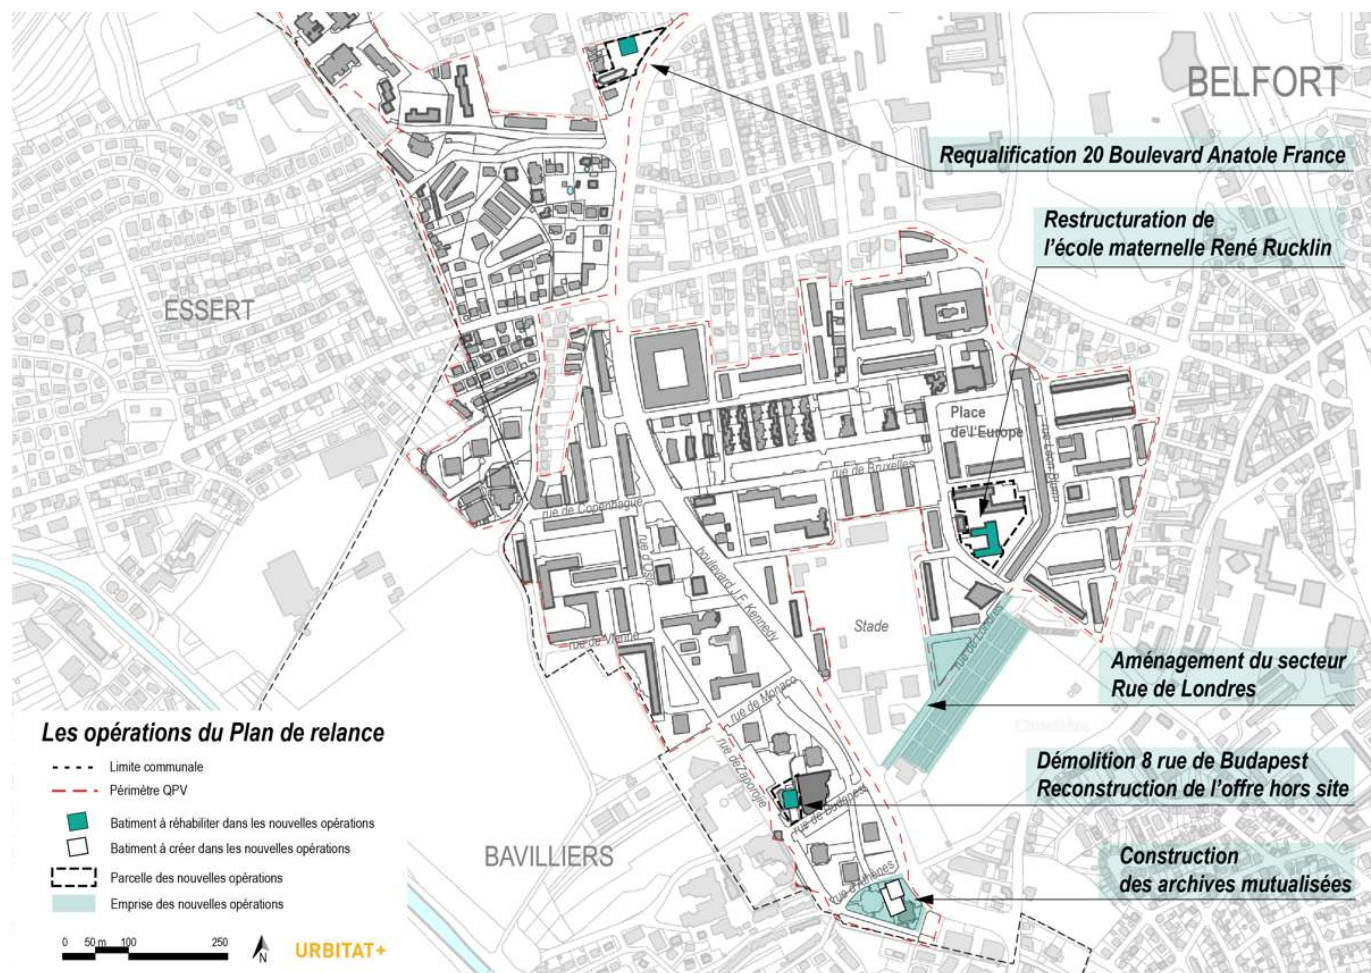 BELFORT
Requalification 20 Boulevard Anatole France
Restructuration de
l'école maternelle René Rucklin
ESSERT
Place
de l'Europe
rue Léon Blum
rue de Bruxelles
rue de Copenhague
rue d'Oslo
boulevard J.F. Kennedy
Stade
rue de Vienne
rue de Londres
Aménagement du secteur
Rue de Londres
rue de Monaco
Cimetière
rue de Zaporojie
Démolition 8 rue de Budapest
Reconstruction de l'offre hors site
rue de Budapest
BAVILLIERS
Construction
des archives mutualisées
rue d'Athènes
Les opérations du Plan de relance
Limite communale
Périmètre QPV
Batiment à réhabiliter dans les nouvelles opérations
Batiment à créer dans les nouvelles opérations
Parcelle des nouvelles opérations
Emprise des nouvelles opérations
0 50 m 100 250
N
URBITAT+